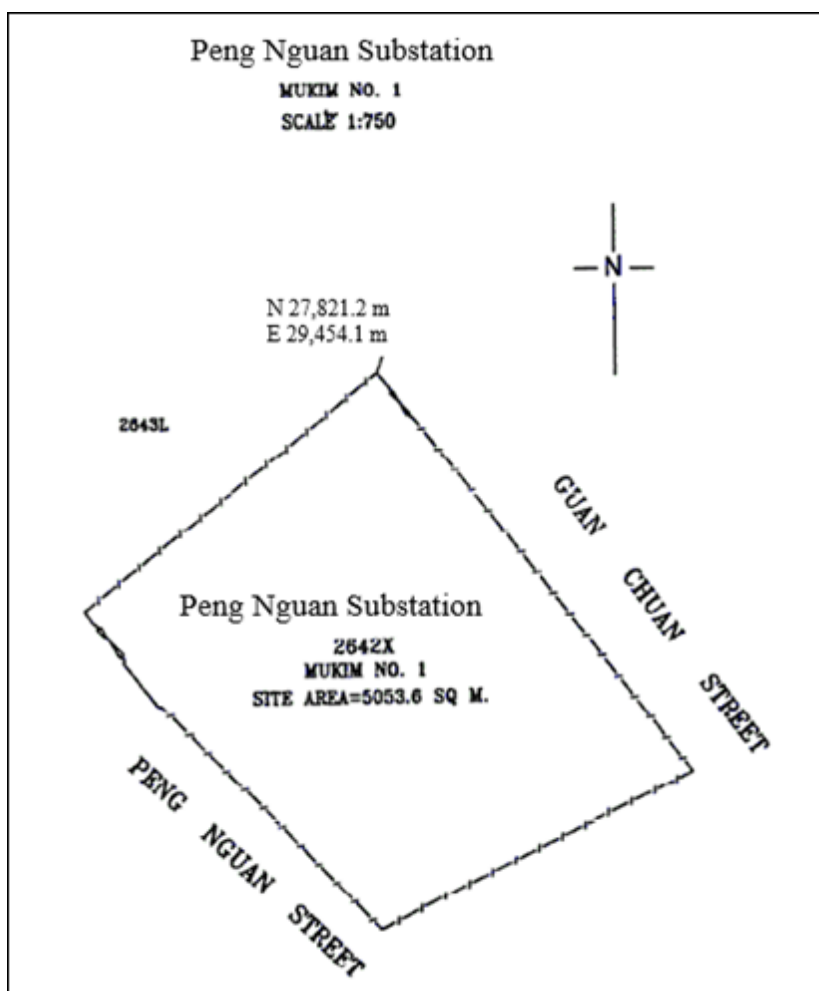 Peng Nguan Substation
MUKIM NO. 1
SCALE 1:750
N
N 27,821.2 m
E 29,454.1 m
2643L
GUAN CHUAN STREET
Peng Nguan Substation
2642X
MUKIM NO. 1
SITE AREA=5053.6 SQ M.
PENG NGUAN STREET